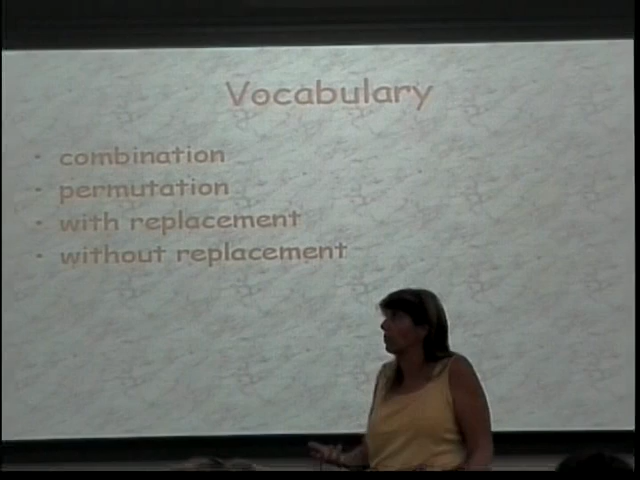 Vocabulary
• combination
• permutation
• with replacement
• without replacement